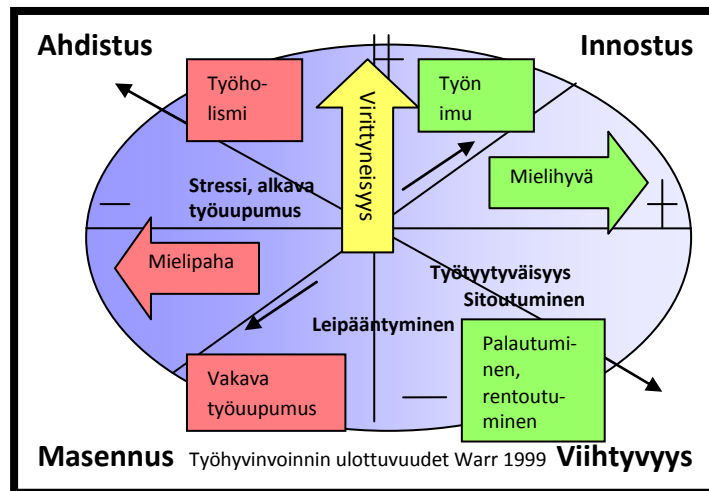 Ahdistus
Innostus
Työho-
lismi
Virittyneisyys
Työn
imu
Mielihyvä
Stressi, alkava
työuupumus
Mielipaha
Työtyytyväisyys
Sitoutuminen
Leipääntyminen
Vakava
työuupumus
Palautumi-
nen,
rentoutu-
minen
Masennus
Työhyvinvoinnin ulottuvuudet Warr 1999
Viihtyvyys